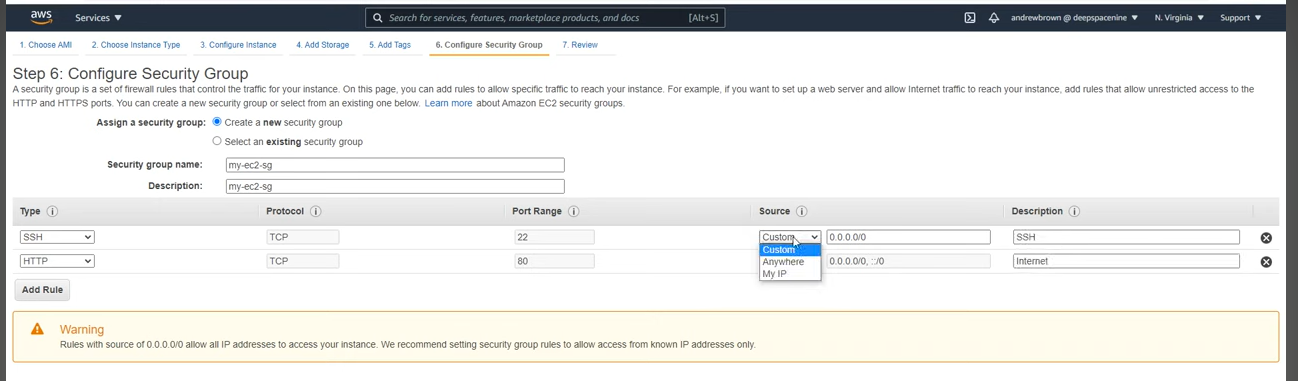 aws Services Search for services, features, marketplace products, and docs [Alt+S] andrewbrown @ deepspacenine N. Virginia Support
1. Choose AMI 2. Choose Instance Type 3. Configure Instance 4. Add Storage 5. Add Tags 6. Configure Security Group 7. Review
Step 6: Configure Security Group
A security group is a set of firewall rules that control the traffic for your instance. On this page, you can add rules to allow specific traffic to reach your instance. For example, if you want to set up a web server and allow Internet traffic to reach your instance, add rules that allow unrestricted access to the
HTTP and HTTPS ports. You can create a new security group or select from an existing one below. Learn more about Amazon EC2 security groups.
Assign a security group: Create a new security group
Select an existing security group
Security group name: my-ec2-sg
Description: my-ec2-sg
Type i Protocol i Port Range i Source i Description i
SSH TCP 22 Custom 0.0.0.0/0 SSH
Custom
HTTP TCP 80 Anywhere 0.0.0.0/0, ::/0 Internet
My IP
Add Rule
Warning
Rules with source of 0.0.0.0/0 allow all IP addresses to access your instance. We recommend setting security group rules to allow access from known IP addresses only.